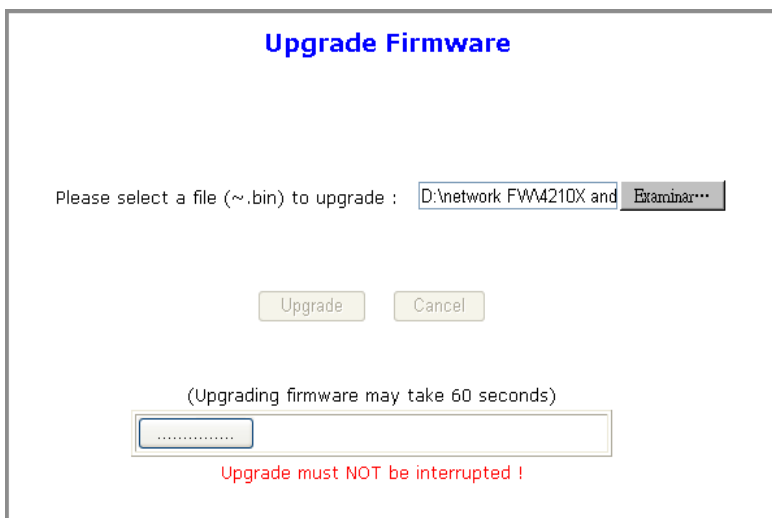 Upgrade Firmware
Please select a file (~.bin) to upgrade : D:\network FW\4210X and Examinar...
Upgrade Cancel
(Upgrading firmware may take 60 seconds)
...............
Upgrade must NOT be interrupted !